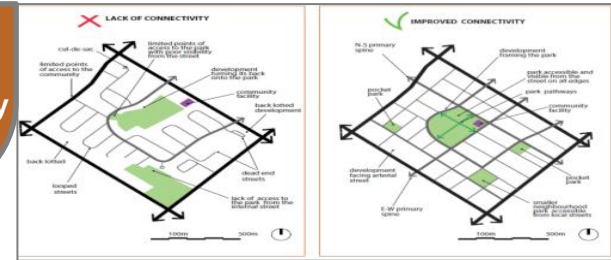 LACK OF CONNECTIVITY
cul-de-sac
limited points of
access to the park
with poor visibility
from the street
limited points
of access to the
community
development
turning its back
onto the park
community
facility
back lotted
development
back lotted
looped
streets
dead end
streets
lack of access to
the park from the
internal street
100m
500m
IMPROVED CONNECTIVITY
N-S primary
spine
development
framing the park
park accessible and
visible from the
street on all edges
park pathways
pocket
park
community
facility
development
facing arterial
street
pocket
park
E-W primary
spine
smaller
neighbourhood
park accessible
from local streets
100m
500m
y